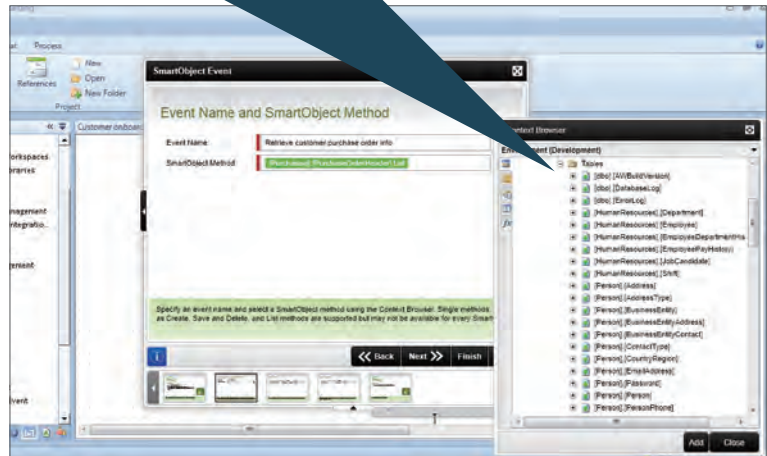 Process
References
New
Open
New Folder
Project
Customer onboard
SmartObject Event
Event Name and SmartObject Method
Event Name
Retrieve customer purchase order info
SmartObject Method
[Purchasing].[PurchaseOrderHeader].List
Specify an event name and select a SmartObject method using the Context Browser. Single methods
as Create, Save and Delete, and List methods are supported but may not be available for every Smart
Back Next Finish
Context Browser
Environment (Development)
Tables
[dbo].[AWBuildVersion]
[dbo].[DatabaseLog]
[dbo].[ErrorLog]
[HumanResources].[Department]
[HumanResources].[Employee]
[HumanResources].[EmployeeDepartmentHis
[HumanResources].[EmployeePayHistory]
[HumanResources].[JobCandidate]
[HumanResources].[Shift]
[Person].[Address]
[Person].[AddressType]
[Person].[BusinessEntity]
[Person].[BusinessEntityAddress]
[Person].[BusinessEntityContact]
[Person].[ContactType]
[Person].[CountryRegion]
[Person].[EmailAddress]
[Person].[Password]
[Person].[Person]
[Person].[PersonPhone]
Add Close